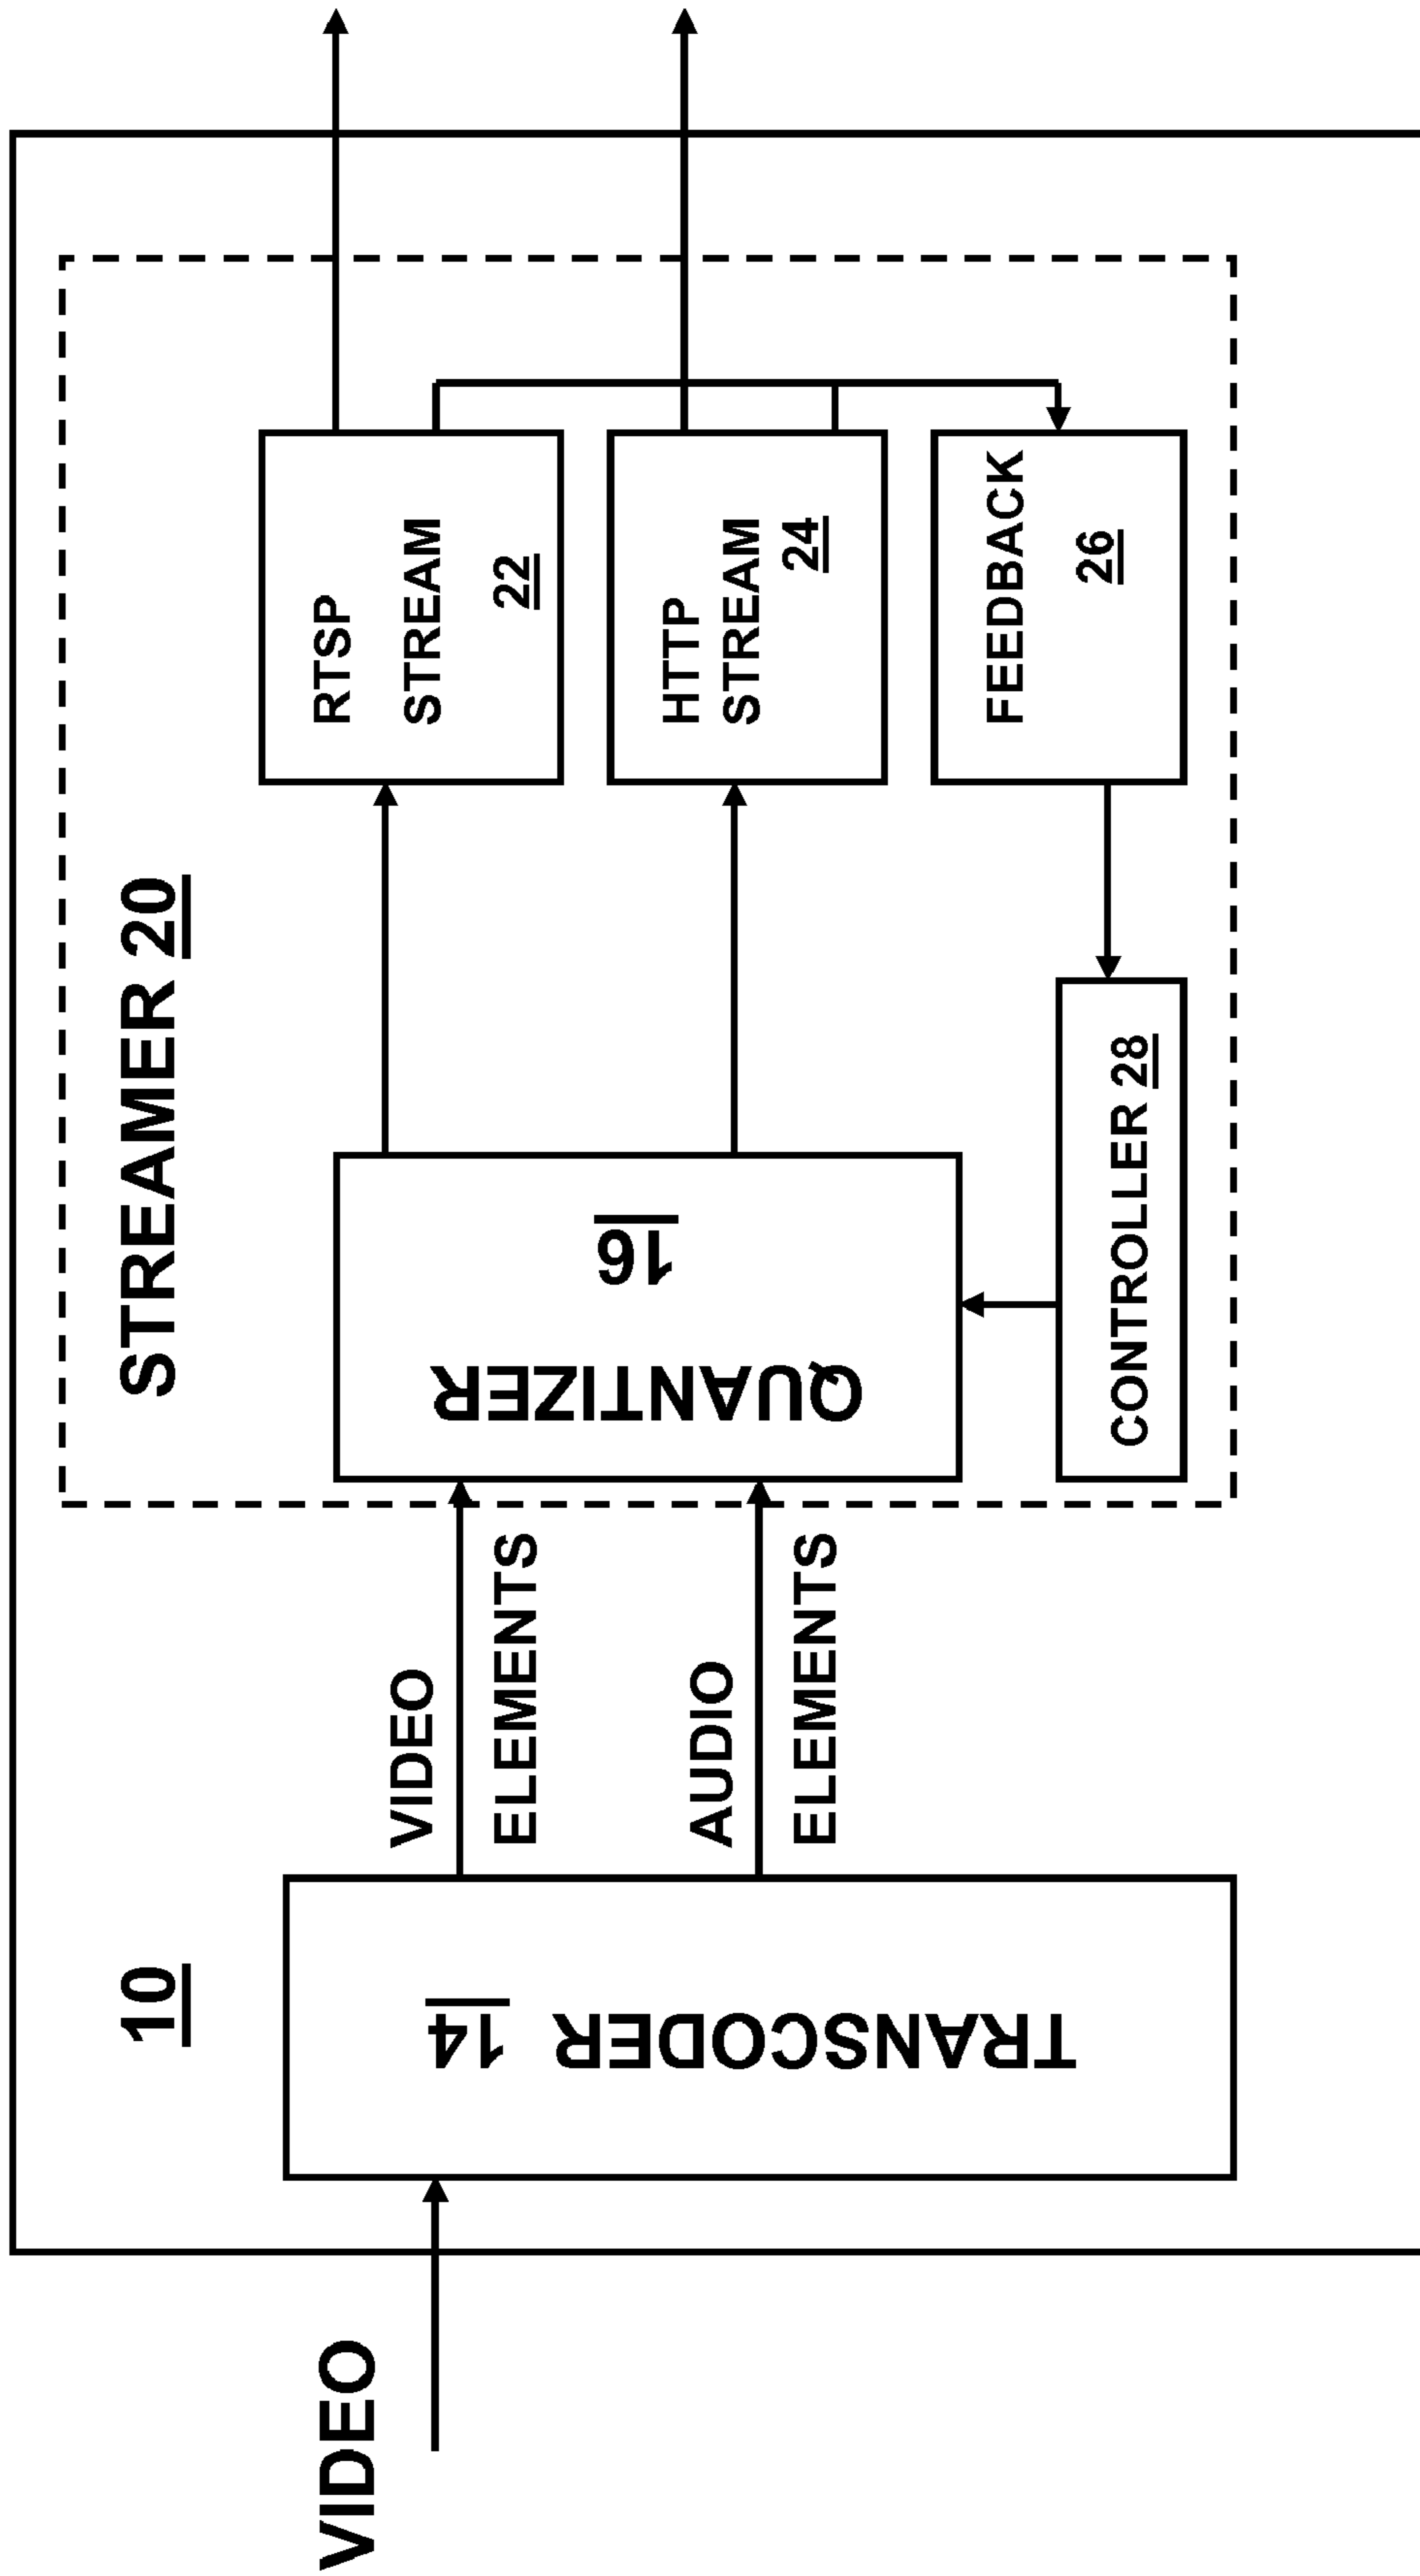 10
STREAMER 20
VIDEO
TRANSCODER 14
VIDEO
ELEMENTS
AUDIO
ELEMENTS
QUANTIZER
16
RTSP
STREAM
22
HTTP
STREAM
24
FEEDBACK
26
CONTROLLER 28